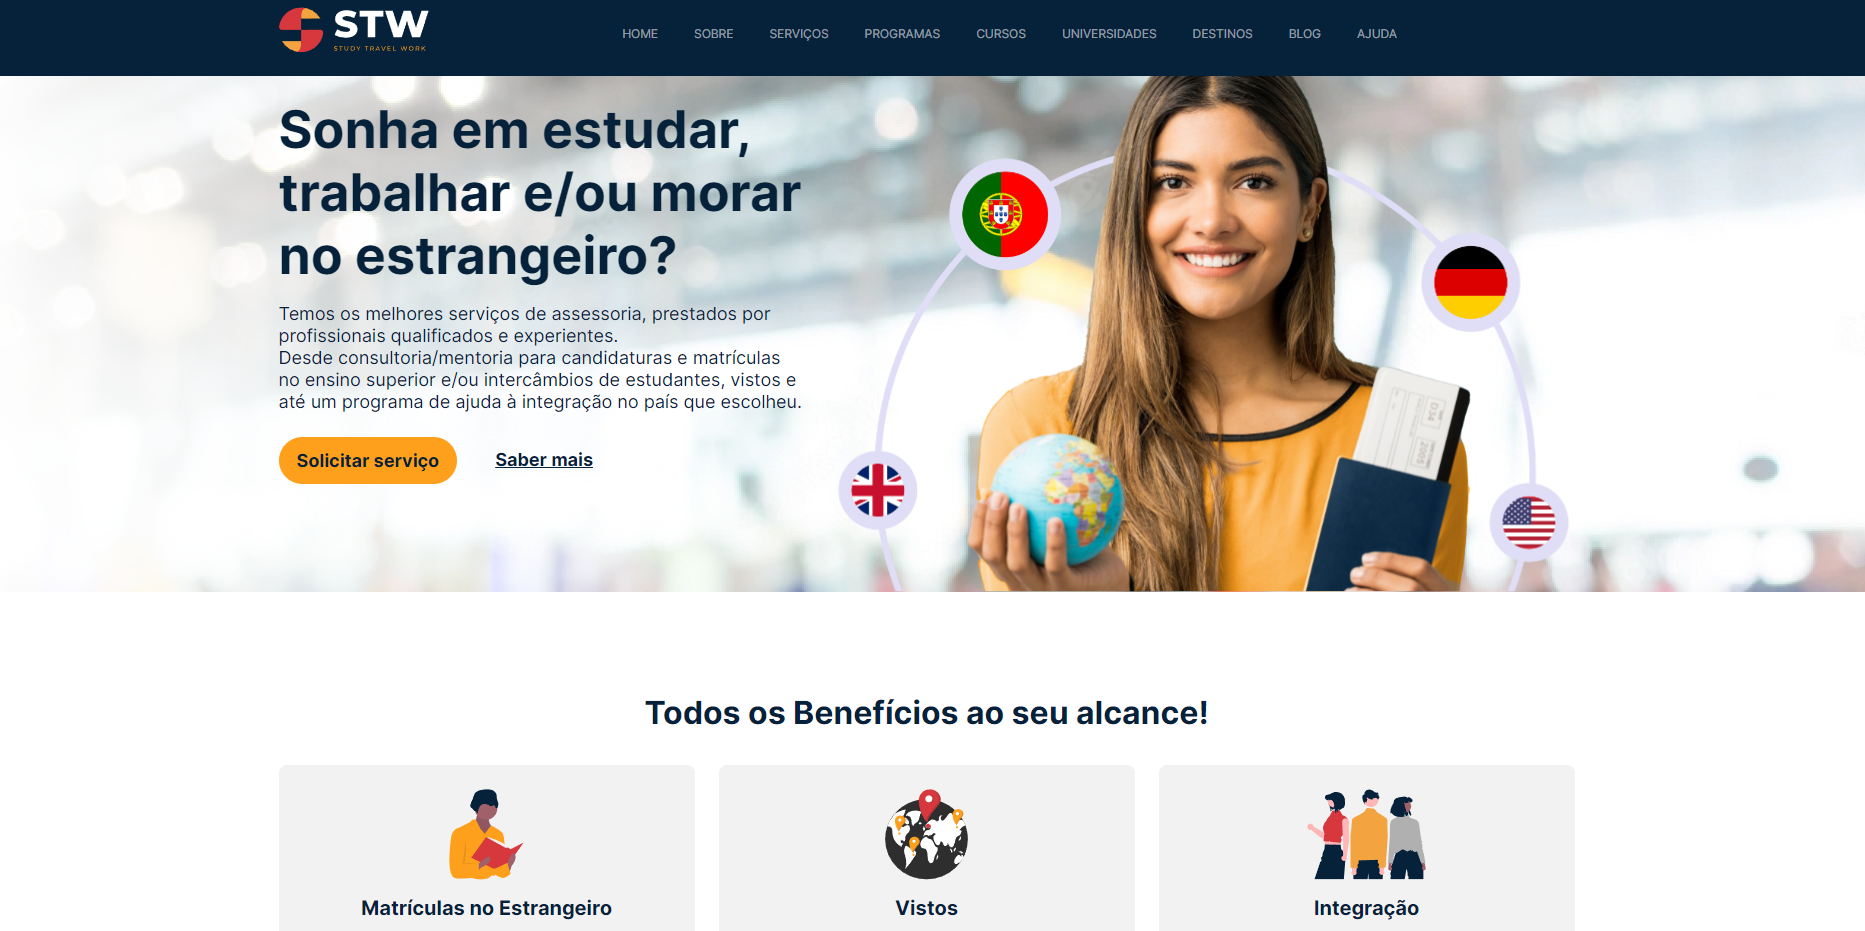 STW
STUDY TRAVEL WORK
HOME SOBRE SERVIÇOS PROGRAMAS CURSOS UNIVERSIDADES DESTINOS BLOG AJUDA
Sonha em estudar,
trabalhar e/ou morar
no estrangeiro?
Temos os melhores serviços de assessoria, prestados por
profissionais qualificados e experientes.
Desde consultoria/mentoria para candidaturas e matrículas
no ensino superior e/ou intercâmbios de estudantes, vistos e
até um programa de ajuda à integração no país que escolheu.
Solicitar serviço Saber mais
Todos os Benefícios ao seu alcance!
Matrículas no Estrangeiro Vistos Integração